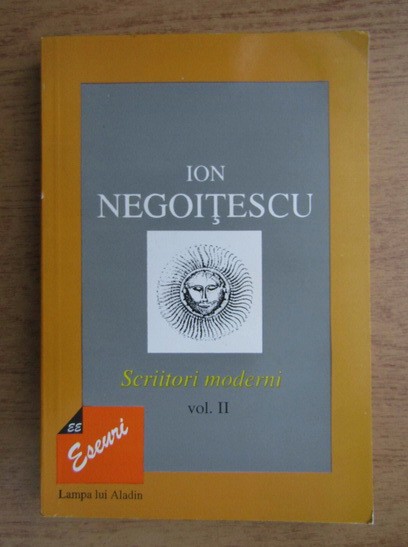 ION
NEGOIŢESCU
Scriitori moderni
vol. II
EE
Eseuri
Lampa lui Aladin